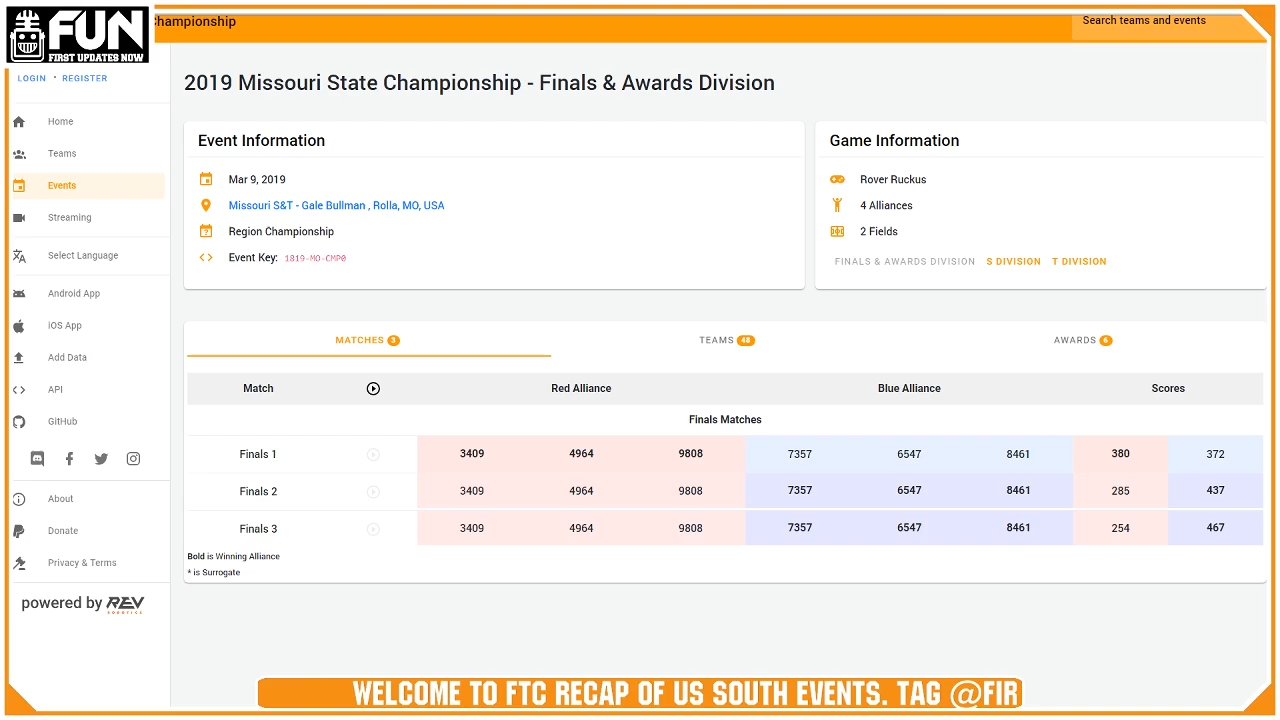 FUN
FIRST UPDATES NOW
Championship
Search teams and events
LOGIN • REGISTER
Home
Teams
Events
Streaming
Select Language
Android App
iOS App
Add Data
API
GitHub
About
Donate
Privacy & Terms
powered by REV
ROBOTICS
2019 Missouri State Championship - Finals & Awards Division
Event Information
Mar 9, 2019
Missouri S&T - Gale Bullman , Rolla, MO, USA
Region Championship
Event Key: 1819-MO-CMP0
Game Information
Rover Ruckus
4 Alliances
2 Fields
FINALS & AWARDS DIVISION S DIVISION T DIVISION
MATCHES 3 TEAMS 48 AWARDS 6
Match Red Alliance Blue Alliance Scores
Finals Matches
Finals 1 3409 4964 9808 7357 6547 8461 380 372
Finals 2 3409 4964 9808 7357 6547 8461 285 437
Finals 3 3409 4964 9808 7357 6547 8461 254 467
Bold is Winning Alliance
* is Surrogate
WELCOME TO FTC RECAP OF US SOUTH EVENTS. TAG @FIR